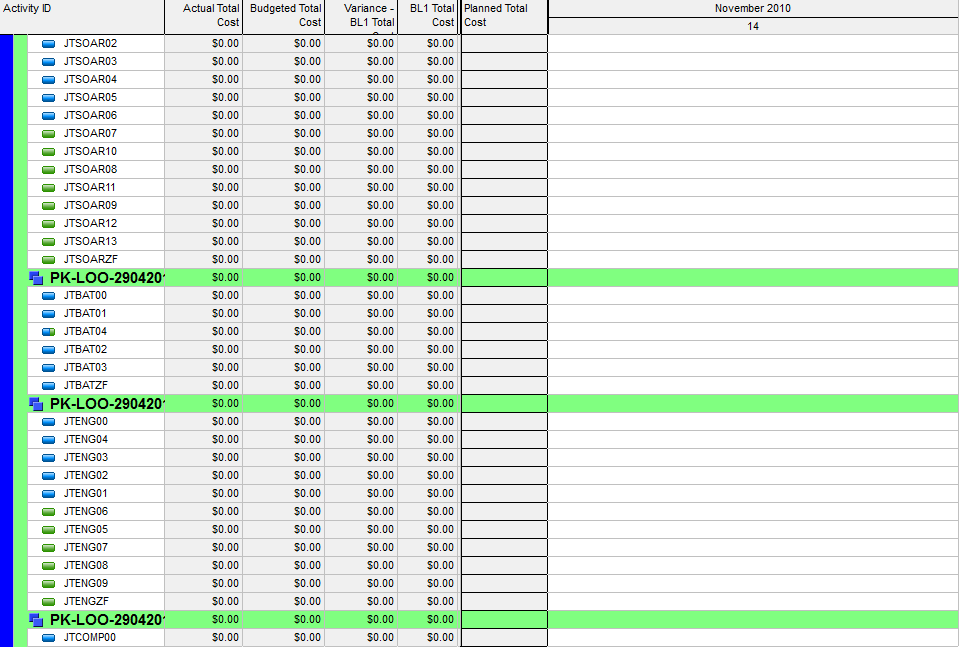 Activity ID Actual Total Cost Budgeted Total Cost Variance - BL1 Total BL1 Total Cost Planned Total Cost November 2010
14
JTSOAR02 $0.00 $0.00 $0.00 $0.00
JTSOAR03 $0.00 $0.00 $0.00 $0.00
JTSOAR04 $0.00 $0.00 $0.00 $0.00
JTSOAR05 $0.00 $0.00 $0.00 $0.00
JTSOAR06 $0.00 $0.00 $0.00 $0.00
JTSOAR07 $0.00 $0.00 $0.00 $0.00
JTSOAR10 $0.00 $0.00 $0.00 $0.00
JTSOAR08 $0.00 $0.00 $0.00 $0.00
JTSOAR11 $0.00 $0.00 $0.00 $0.00
JTSOAR09 $0.00 $0.00 $0.00 $0.00
JTSOAR12 $0.00 $0.00 $0.00 $0.00
JTSOAR13 $0.00 $0.00 $0.00 $0.00
JTSOARZF $0.00 $0.00 $0.00 $0.00
PK-LOO-290420 $0.00 $0.00 $0.00 $0.00
JTBAT00 $0.00 $0.00 $0.00 $0.00
JTBAT01 $0.00 $0.00 $0.00 $0.00
JTBAT04 $0.00 $0.00 $0.00 $0.00
JTBAT02 $0.00 $0.00 $0.00 $0.00
JTBAT03 $0.00 $0.00 $0.00 $0.00
JTBATZF $0.00 $0.00 $0.00 $0.00
PK-LOO-290420 $0.00 $0.00 $0.00 $0.00
JTENG00 $0.00 $0.00 $0.00 $0.00
JTENG04 $0.00 $0.00 $0.00 $0.00
JTENG03 $0.00 $0.00 $0.00 $0.00
JTENG02 $0.00 $0.00 $0.00 $0.00
JTENG01 $0.00 $0.00 $0.00 $0.00
JTENG06 $0.00 $0.00 $0.00 $0.00
JTENG05 $0.00 $0.00 $0.00 $0.00
JTENG07 $0.00 $0.00 $0.00 $0.00
JTENG08 $0.00 $0.00 $0.00 $0.00
JTENG09 $0.00 $0.00 $0.00 $0.00
JTENGZF $0.00 $0.00 $0.00 $0.00
PK-LOO-290420 $0.00 $0.00 $0.00 $0.00
JTCOMP00 $0.00 $0.00 $0.00 $0.00